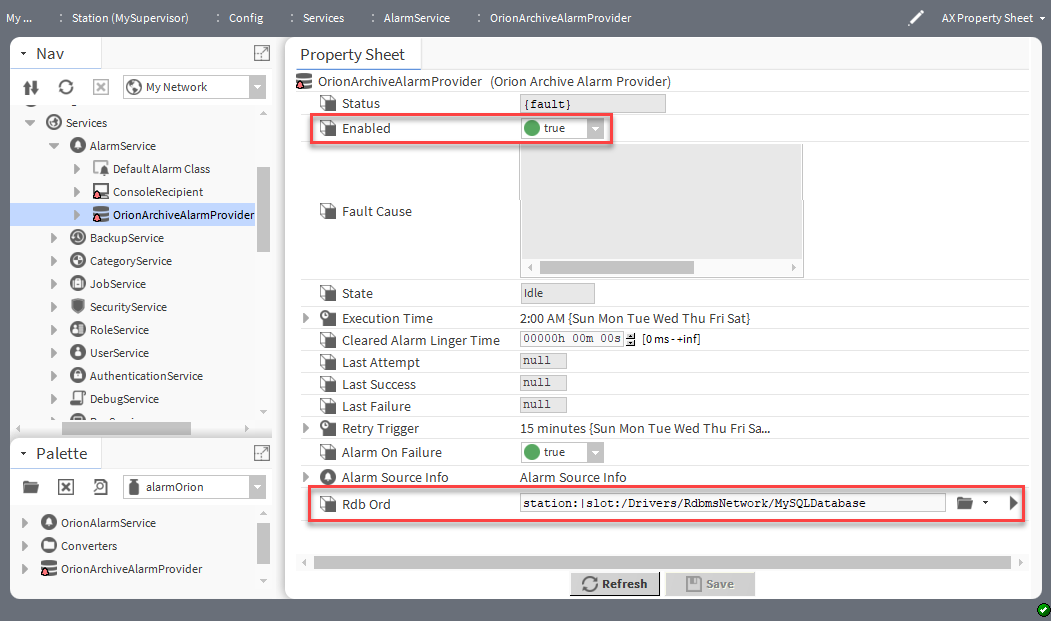 My ... : Station (MySupervisor) : Config : Services : AlarmService : OrionArchiveAlarmProvider AX Property Sheet
Nav
My Network
Services
AlarmService
Default Alarm Class
ConsoleRecipient
OrionArchiveAlarmProvider
BackupService
CategoryService
JobService
SecurityService
RoleService
UserService
AuthenticationService
DebugService
Palette
alarmOrion
OrionAlarmService
Converters
OrionArchiveAlarmProvider
Property Sheet
OrionArchiveAlarmProvider (Orion Archive Alarm Provider)
Status {fault}
Enabled true
Fault Cause
State Idle
Execution Time 2:00 AM {Sun Mon Tue Wed Thu Fri Sat}
Cleared Alarm Linger Time 00000h 00m 00s [0 ms - +inf]
Last Attempt null
Last Success null
Last Failure null
Retry Trigger 15 minutes {Sun Mon Tue Wed Thu Fri Sa...
Alarm On Failure true
Alarm Source Info Alarm Source Info
Rdb Ord station:|slot:/Drivers/RdbmsNetwork/MySQLDatabase
Refresh Save